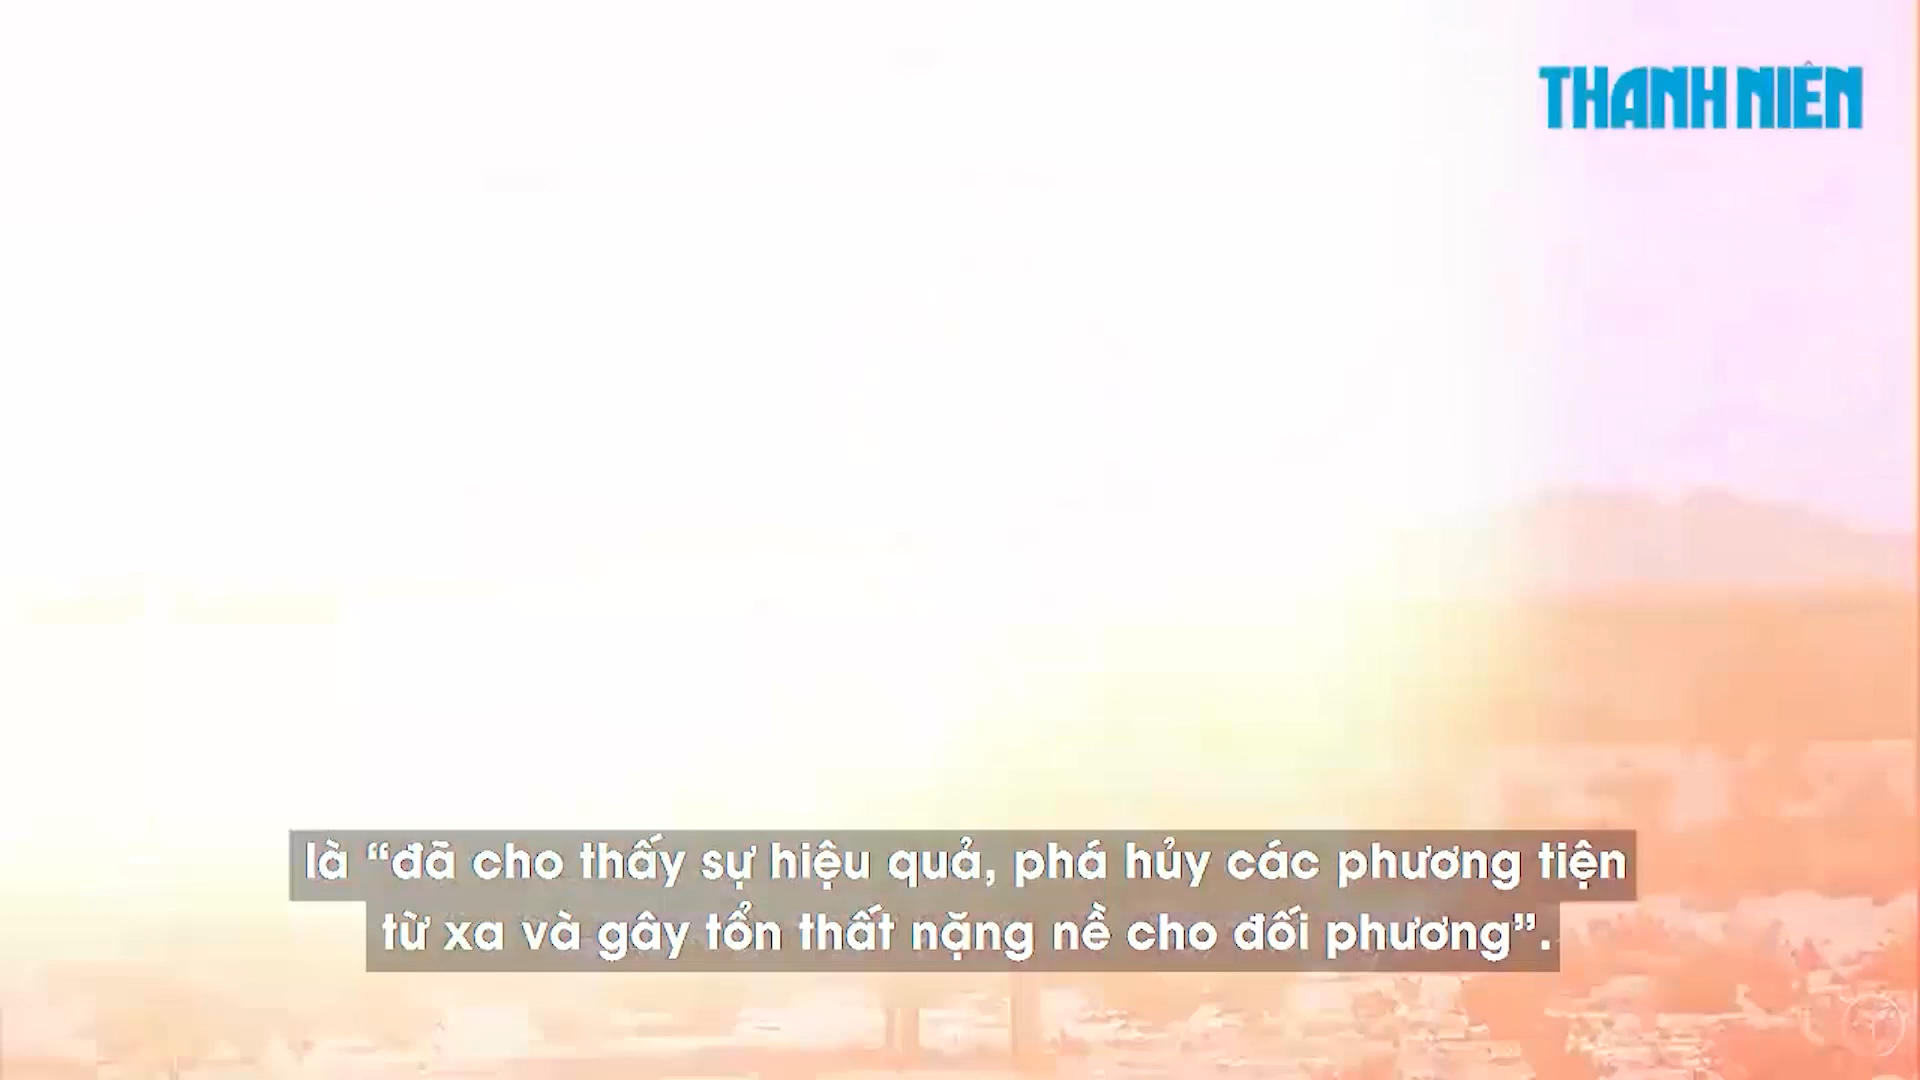 THANH NIÊN
là “đã cho thấy sự hiệu quả, phá hủy các phương tiện
từ xa và gây tổn thất nặng nề cho đối phương”.